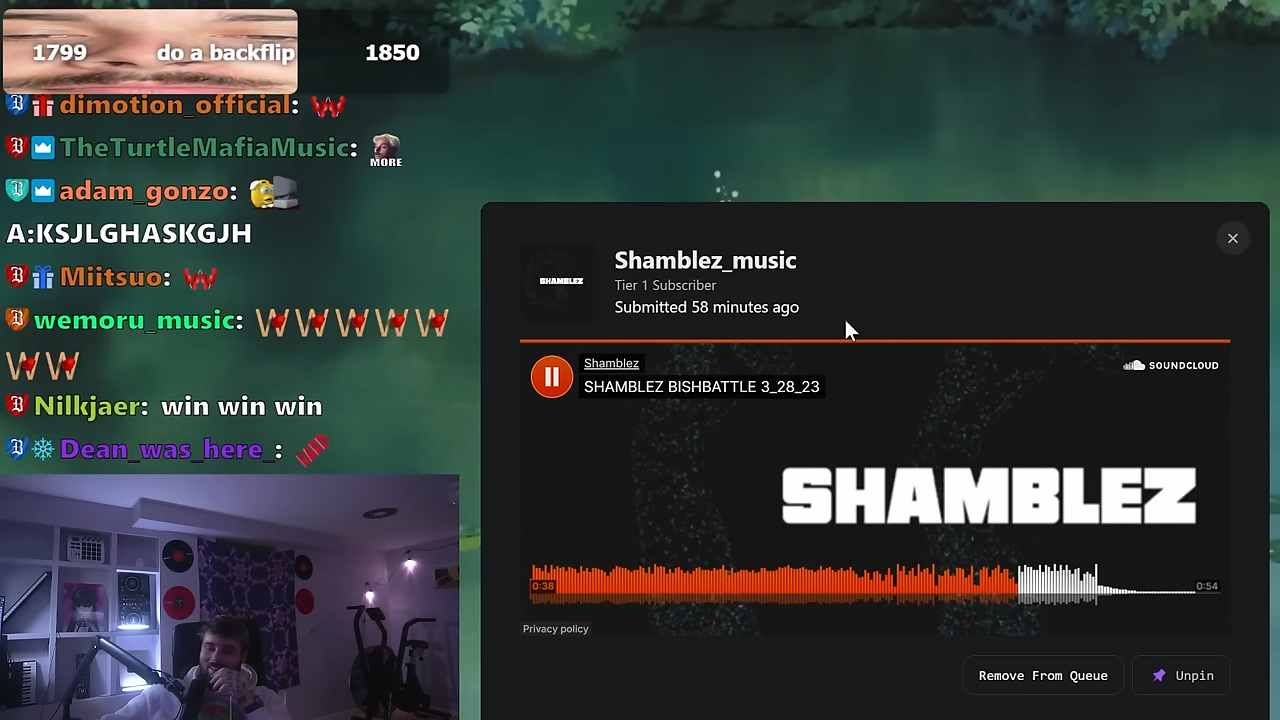 1799 do a backflip 1850
dimotion_official:
TheTurtleMafiaMusic: MORE
adam_gonzo:
A:KSJLGHASKGJH
Miitsuo: W
wemoru_music: W W W W W
W W
Nilkjaer: win win win
Dean_was_here_:
SHAMBLEZ
Shamblez_music
Tier 1 Subscriber
Submitted 58 minutes ago
Shamblez
SHAMBLEZ BISHBATTLE 3_28_23
SOUNDCLOUD
SHAMBLEZ
0:38
0:54
Privacy policy
Remove From Queue
Unpin